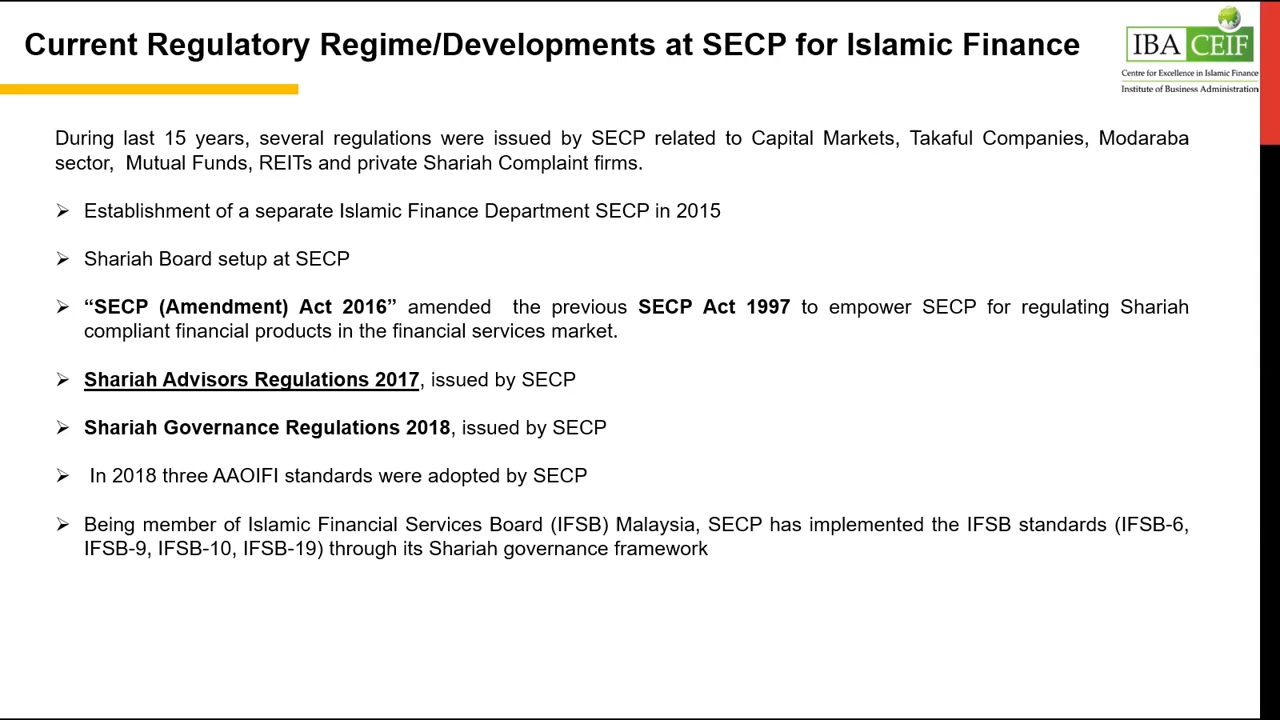 Current Regulatory Regime/Developments at SECP for Islamic Finance
IBA CEIF
Centre for Excellence in Islamic Finance
Institute of Business Administration
During last 15 years, several regulations were issued by SECP related to Capital Markets, Takaful Companies, Modaraba
sector, Mutual Funds, REITs and private Shariah Complaint firms.
➢ Establishment of a separate Islamic Finance Department SECP in 2015
➢ Shariah Board setup at SECP
➢ “SECP (Amendment) Act 2016” amended the previous SECP Act 1997 to empower SECP for regulating Shariah
compliant financial products in the financial services market.
➢ Shariah Advisors Regulations 2017, issued by SECP
➢ Shariah Governance Regulations 2018, issued by SECP
➢ In 2018 three AAOIFI standards were adopted by SECP
➢ Being member of Islamic Financial Services Board (IFSB) Malaysia, SECP has implemented the IFSB standards (IFSB-6,
IFSB-9, IFSB-10, IFSB-19) through its Shariah governance framework